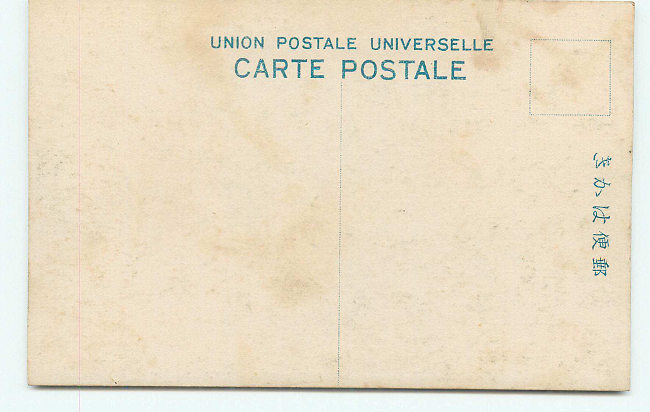 UNION POSTALE UNIVERSELLE
CARTE POSTALE
郵便はかき